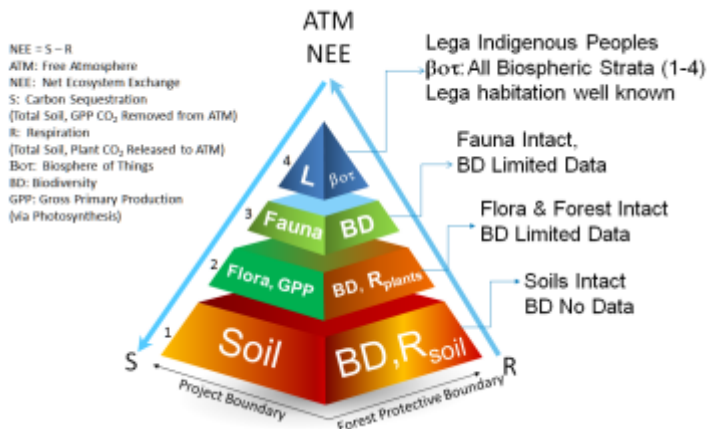 ATM
NEE
NEE = S – R
ATM: Free Atmosphere
NEE: Net Ecosystem Exchange
S: Carbon Sequestration
(Total Soil, GPP CO₂ Removed from ATM)
R: Respiration
(Total Soil, Plant CO₂ Released to ATM)
Βοτ: Biosphere of Things
BD: Biodiversity
GPP: Gross Primary Production
(via Photosynthesis)
Lega Indigenous Peoples
βοτ: All Biospheric Strata (1-4)
Lega habitation well known
Fauna Intact,
BD Limited Data
Flora & Forest Intact
BD Limited Data
Soils Intact
BD No Data
4
L
βοτ
3
Fauna
BD
2
Flora, GPP
BD, Rplants
1
Soil
BD,Rsoil
S
R
Project Boundary
Forest Protective Boundary